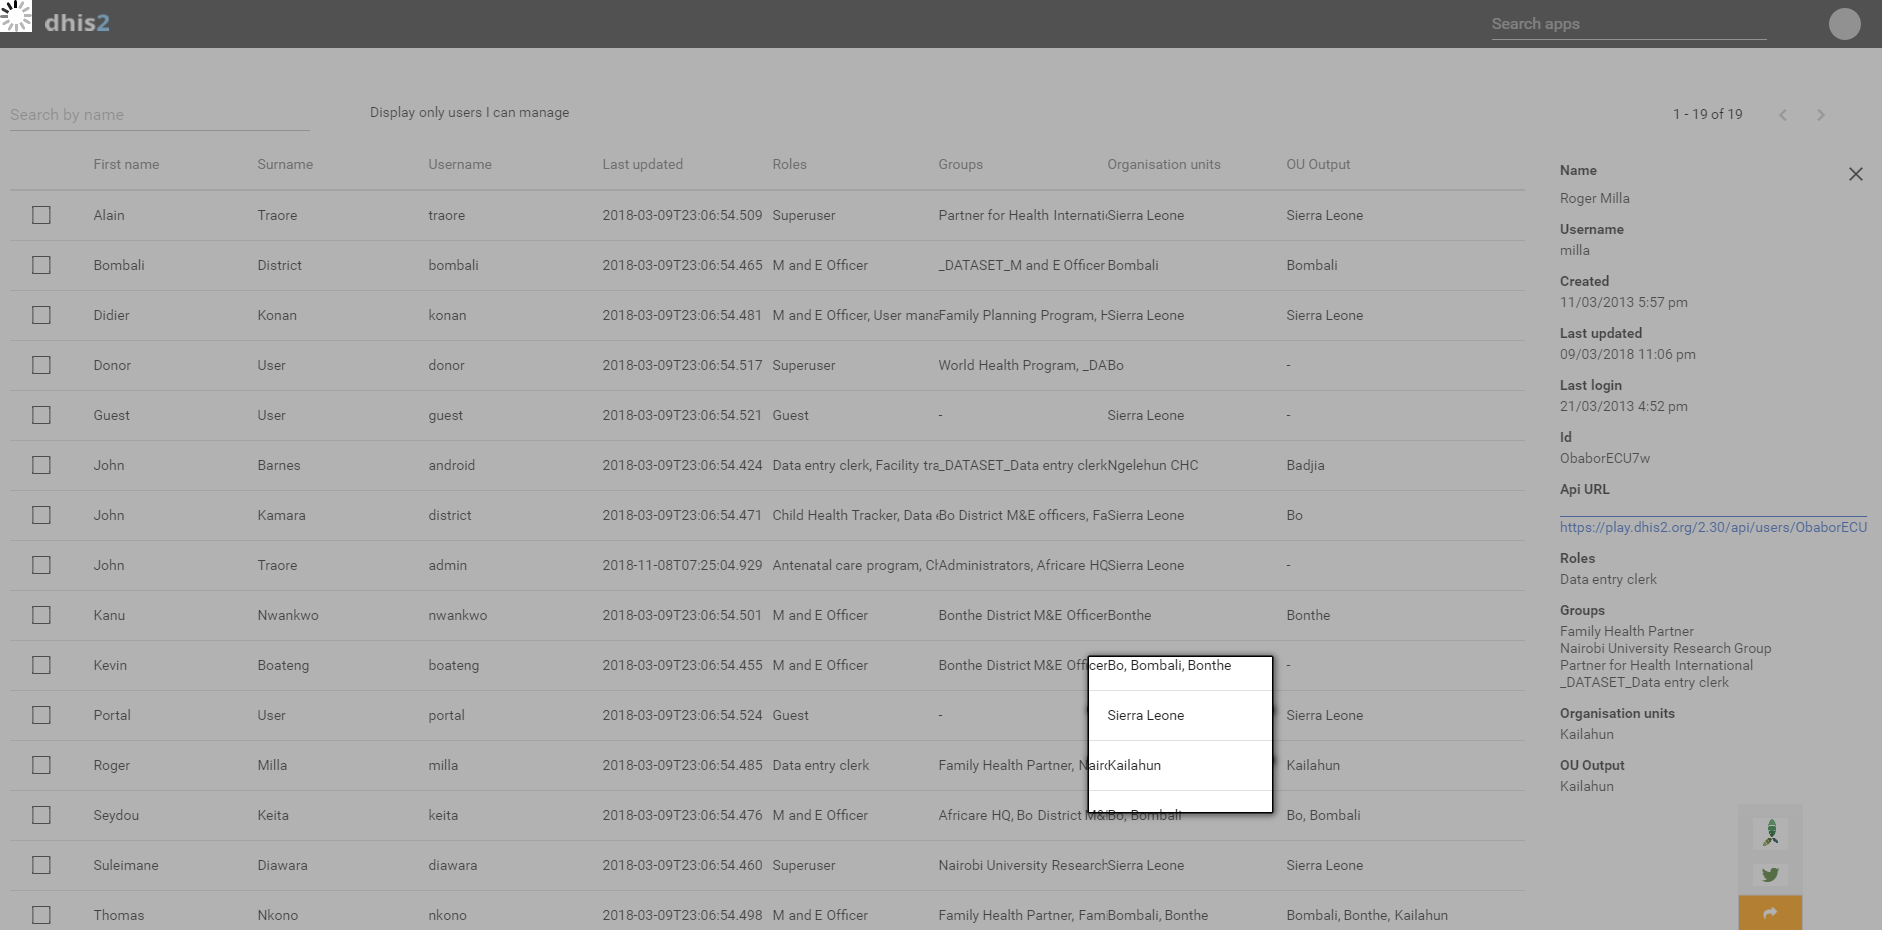 dhis2
Search apps
Search by name
Display only users I can manage
1 - 19 of 19
First name Surname Username Last updated Roles Groups Organisation units OU Output
Alain Traore traore 2018-03-09T23:06:54.509 Superuser Partner for Health Internati Sierra Leone Sierra Leone
Bombali District bombali 2018-03-09T23:06:54.465 M and E Officer _DATASET_M and E Officer Bombali Bombali
Didier Konan konan 2018-03-09T23:06:54.481 M and E Officer, User mana Family Planning Program, H Sierra Leone Sierra Leone
Donor User donor 2018-03-09T23:06:54.517 Superuser World Health Program, _DA Bo -
Guest User guest 2018-03-09T23:06:54.521 Guest - Sierra Leone -
John Barnes android 2018-03-09T23:06:54.424 Data entry clerk, Facility tra _DATASET_Data entry clerk Ngelehun CHC Badjia
John Kamara district 2018-03-09T23:06:54.471 Child Health Tracker, Data e Bo District M&E officers, Fa Sierra Leone Bo
John Traore admin 2018-11-08T07:25:04.929 Antenatal care program, Cl Administrators, Africare HQ Sierra Leone -
Kanu Nwankwo nwankwo 2018-03-09T23:06:54.501 M and E Officer Bonthe District M&E Officer Bonthe Bonthe
Kevin Boateng boateng 2018-03-09T23:06:54.455 M and E Officer Bonthe District M&E Officer Bo, Bombali, Bonthe -
Portal User portal 2018-03-09T23:06:54.524 Guest - Sierra Leone Sierra Leone
Roger Milla milla 2018-03-09T23:06:54.485 Data entry clerk Family Health Partner, Nairo Kailahun Kailahun
Seydou Keita keita 2018-03-09T23:06:54.476 M and E Officer Africare HQ, Bo District M&E Bo, Bombali Bo, Bombali
Suleimane Diawara diawara 2018-03-09T23:06:54.460 Superuser Nairobi University Research Sierra Leone Sierra Leone
Thomas Nkono nkono 2018-03-09T23:06:54.498 M and E Officer Family Health Partner, Fam Bombali, Bonthe Bombali, Bonthe, Kailahun
Name
Roger Milla
Username
milla
Created
11/03/2013 5:57 pm
Last updated
09/03/2018 11:06 pm
Last login
21/03/2013 4:52 pm
Id
ObaborECU7w
Api URL
https://play.dhis2.org/2.30/api/users/ObaborECU
Roles
Data entry clerk
Groups
Family Health Partner
Nairobi University Research Group
Partner for Health International
_DATASET_Data entry clerk
Organisation units
Kailahun
OU Output
Kailahun